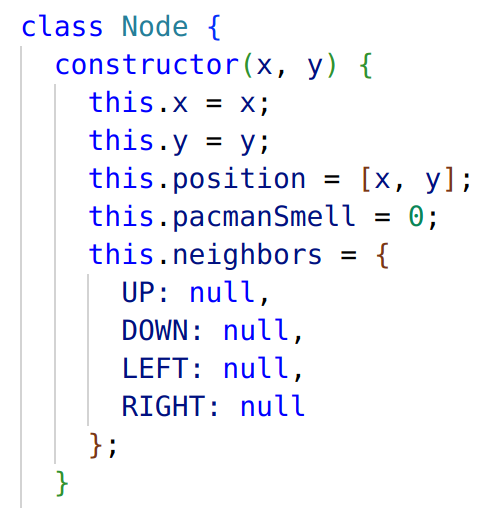 class Node {
  constructor(x, y) {
    this.x = x;
    this.y = y;
    this.position = [x, y];
    this.pacmanSmell = 0;
    this.neighbors = {
      UP: null,
      DOWN: null,
      LEFT: null,
      RIGHT: null
    };
  }